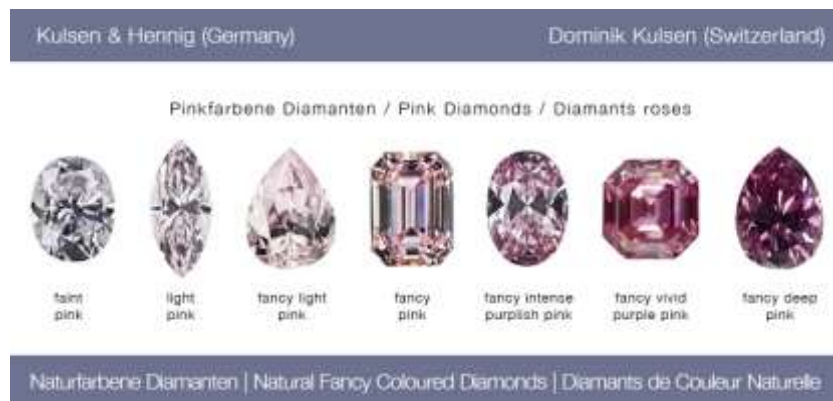 Kulsen & Hennig (Germany)
Dominik Kulsen (Switzerland)
Pinkfarbene Diamanten / Pink Diamonds / Diamants roses
faint
pink
light
pink
fancy light
pink
fancy
pink
fancy intense
purplish pink
fancy vivid
purple pink
fancy deep
pink
Naturfarbene Diamanten | Natural Fancy Coloured Diamonds | Diamants de Couleur Naturelle